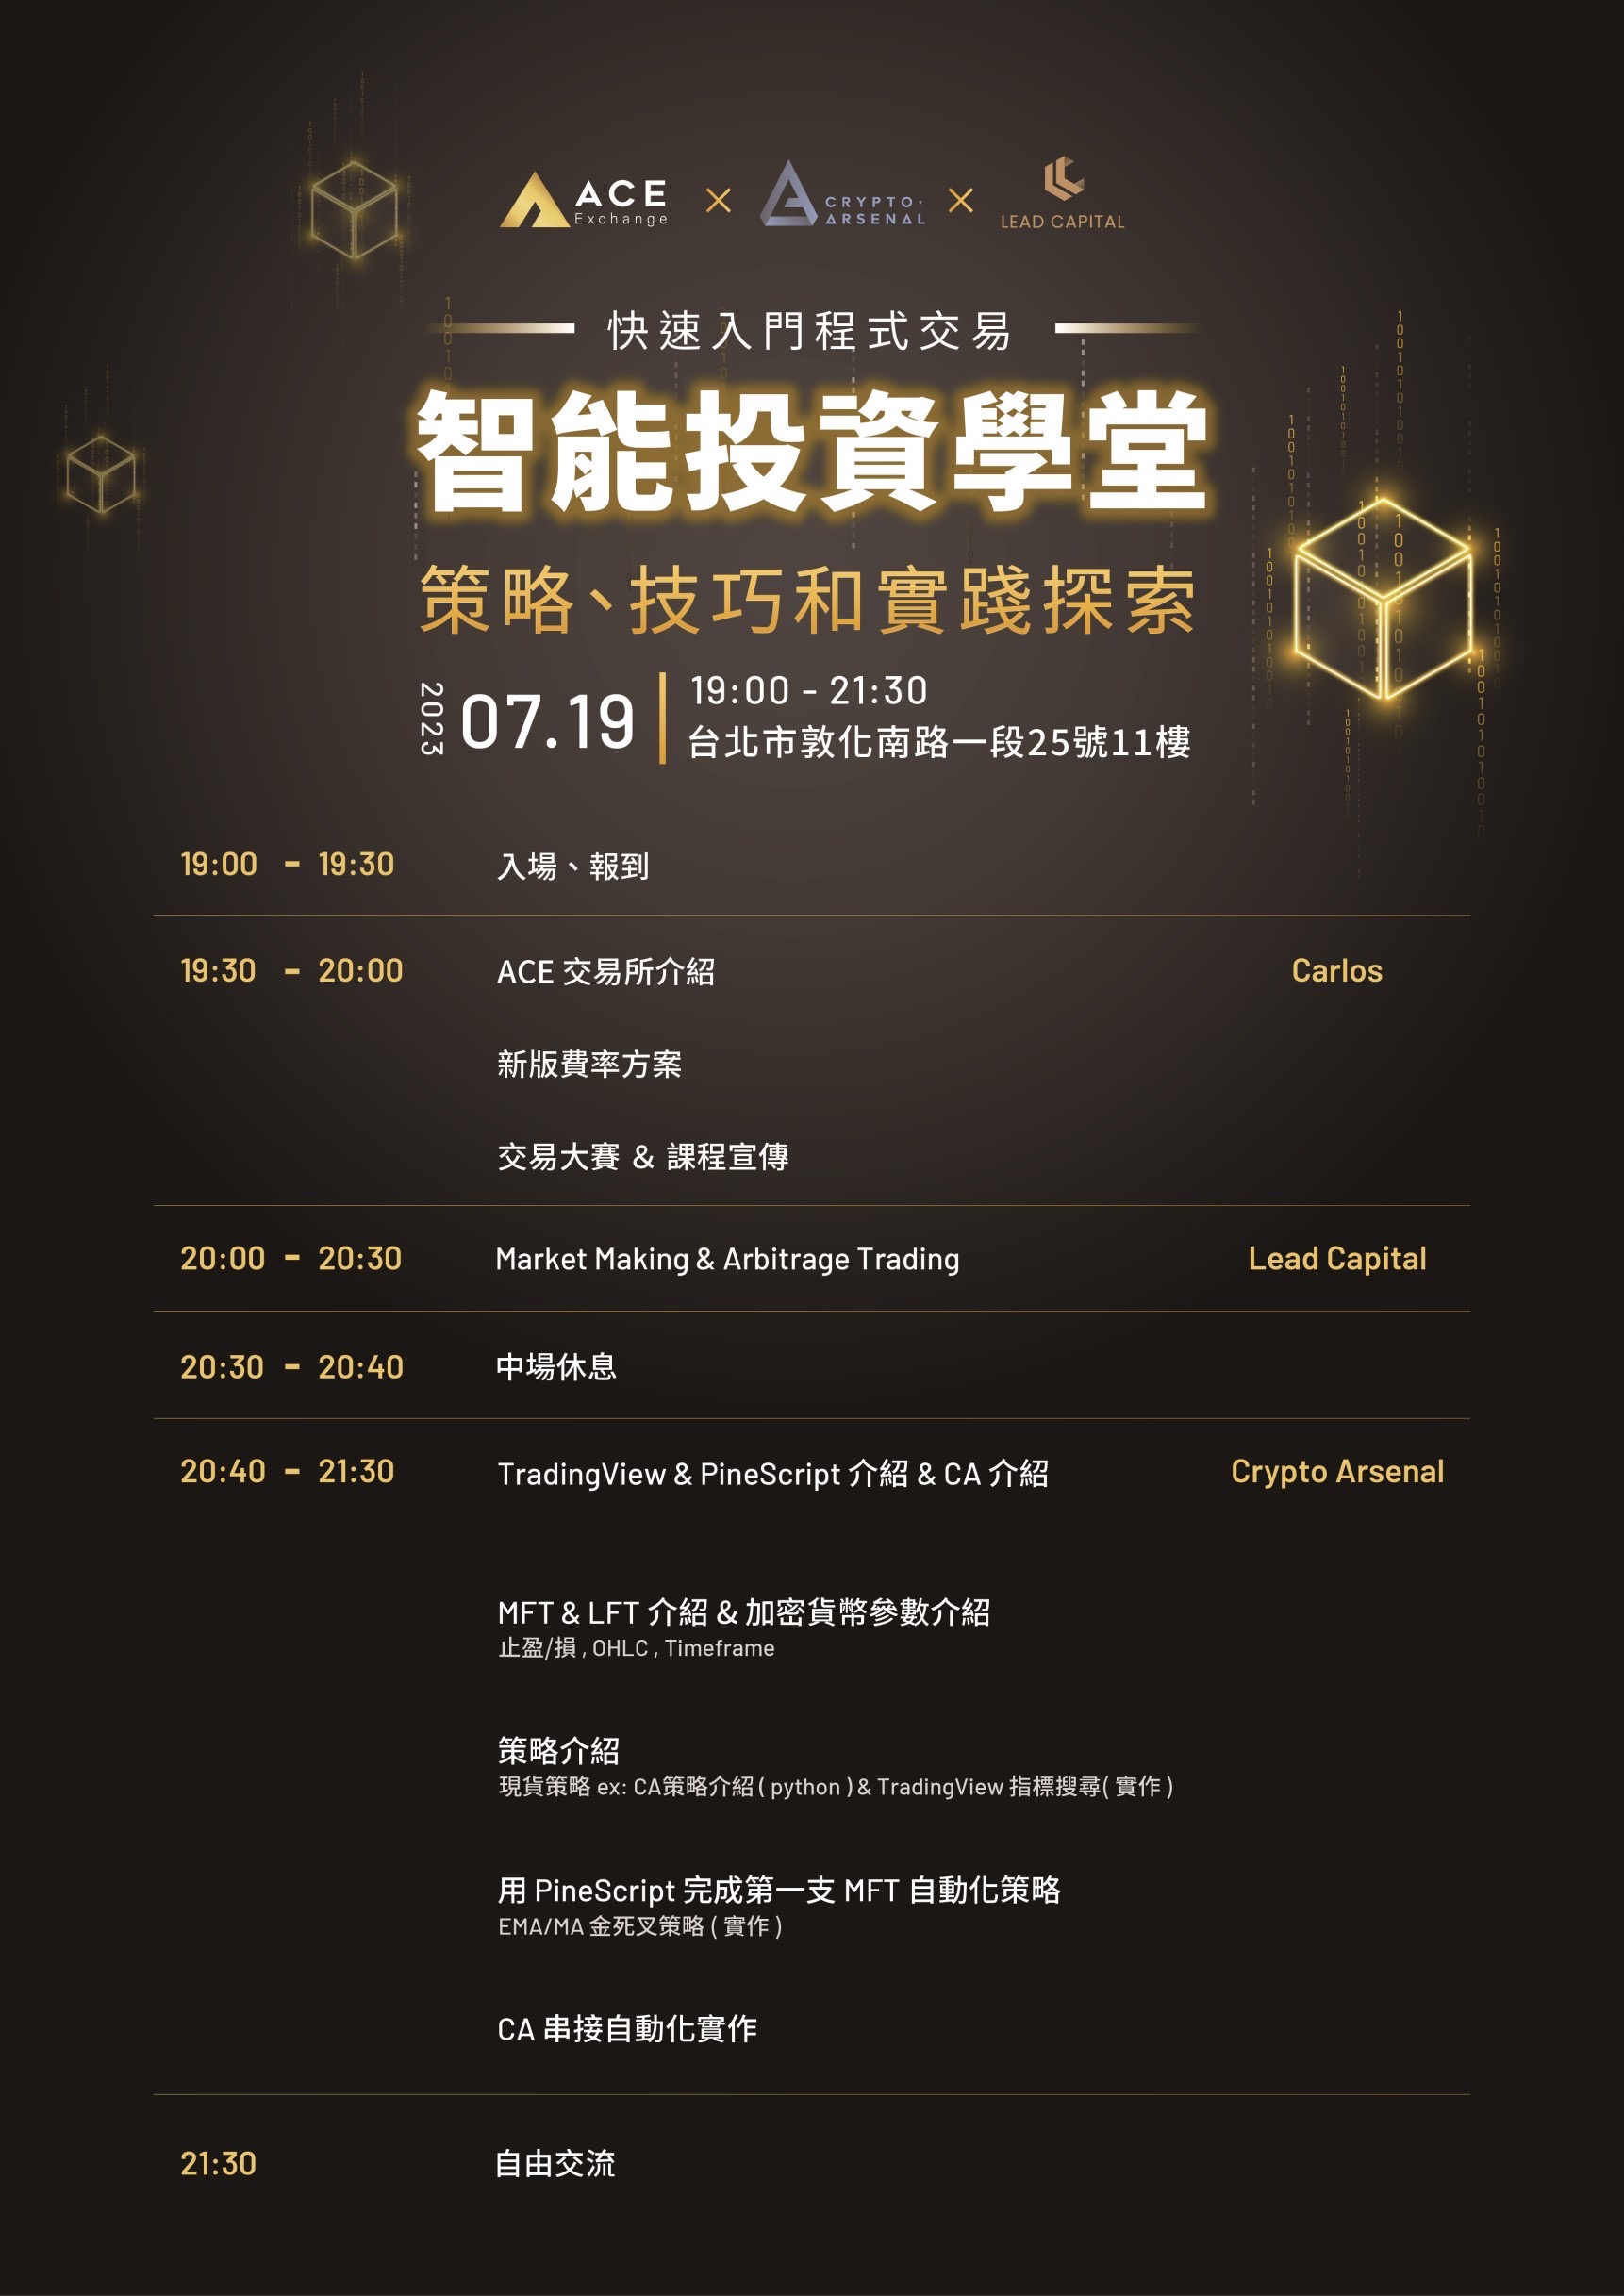 ACE Exchange × CRYPTO ARSENAL × LEAD CAPITAL
快速入門程式交易
智能投資學堂
策略、技巧和實踐探索
2023 07.19
19:00 - 21:30
台北市敦化南路一段25號11樓
19:00 - 19:30 入場、報到
19:30 - 20:00 ACE 交易所介紹 Carlos
新版費率方案
交易大賽 & 課程宣傳
20:00 - 20:30 Market Making & Arbitrage Trading Lead Capital
20:30 - 20:40 中場休息
20:40 - 21:30 TradingView & PineScript 介紹 & CA 介紹 Crypto Arsenal
MFT & LFT 介紹 & 加密貨幣參數介紹
止盈/損 , OHLC , Timeframe
策略介紹
現貨策略 ex: CA策略介紹 ( python ) & TradingView 指標搜尋( 實作 )
用 PineScript 完成第一支 MFT 自動化策略
EMA/MA 金死叉策略 ( 實作 )
CA 串接自動化實作
21:30 自由交流